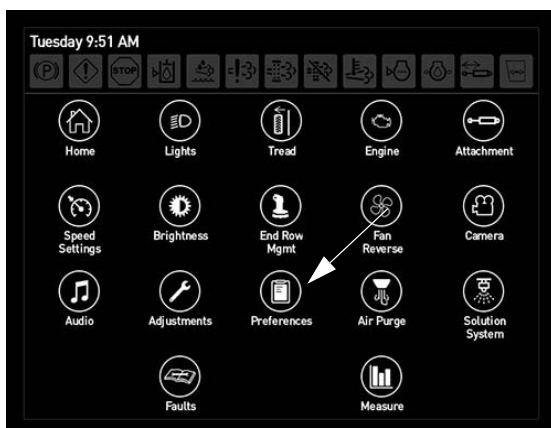 Tuesday 9:51 AM
(P) STOP
Home Lights Tread Engine Attachment
Speed Brightness End Row Fan Camera
Settings Mgmt Reverse
Audio Adjustments Preferences Air Purge Solution
System
Faults Measure